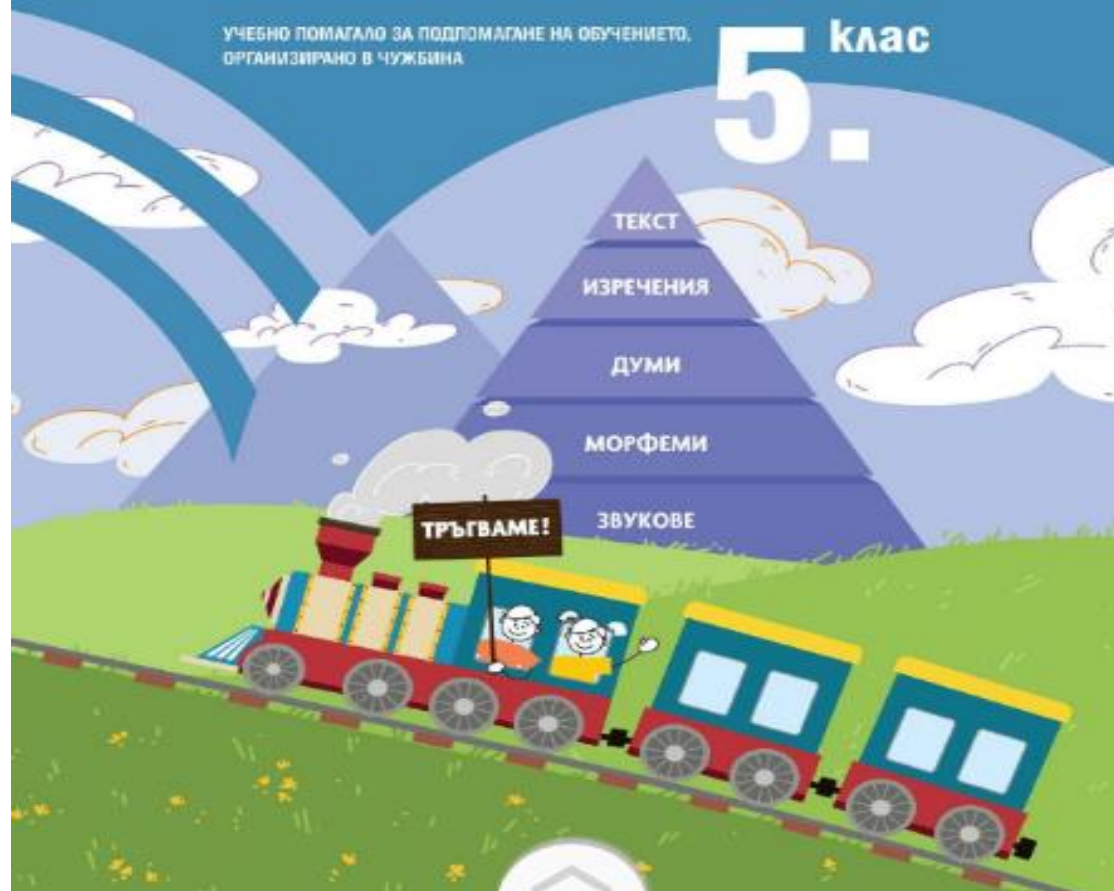 УЧЕБНО ПОМАГАЛО ЗА ПОДПОМАГАНЕ НА ОБУЧЕНИЕТО,
ОРГАНИЗИРАНО В ЧУЖБИНА
5. клас
ТЕКСТ
ИЗРЕЧЕНИЯ
ДУМИ
МОРФЕМИ
ЗВУКОВЕ
ТРЪГВАМЕ!